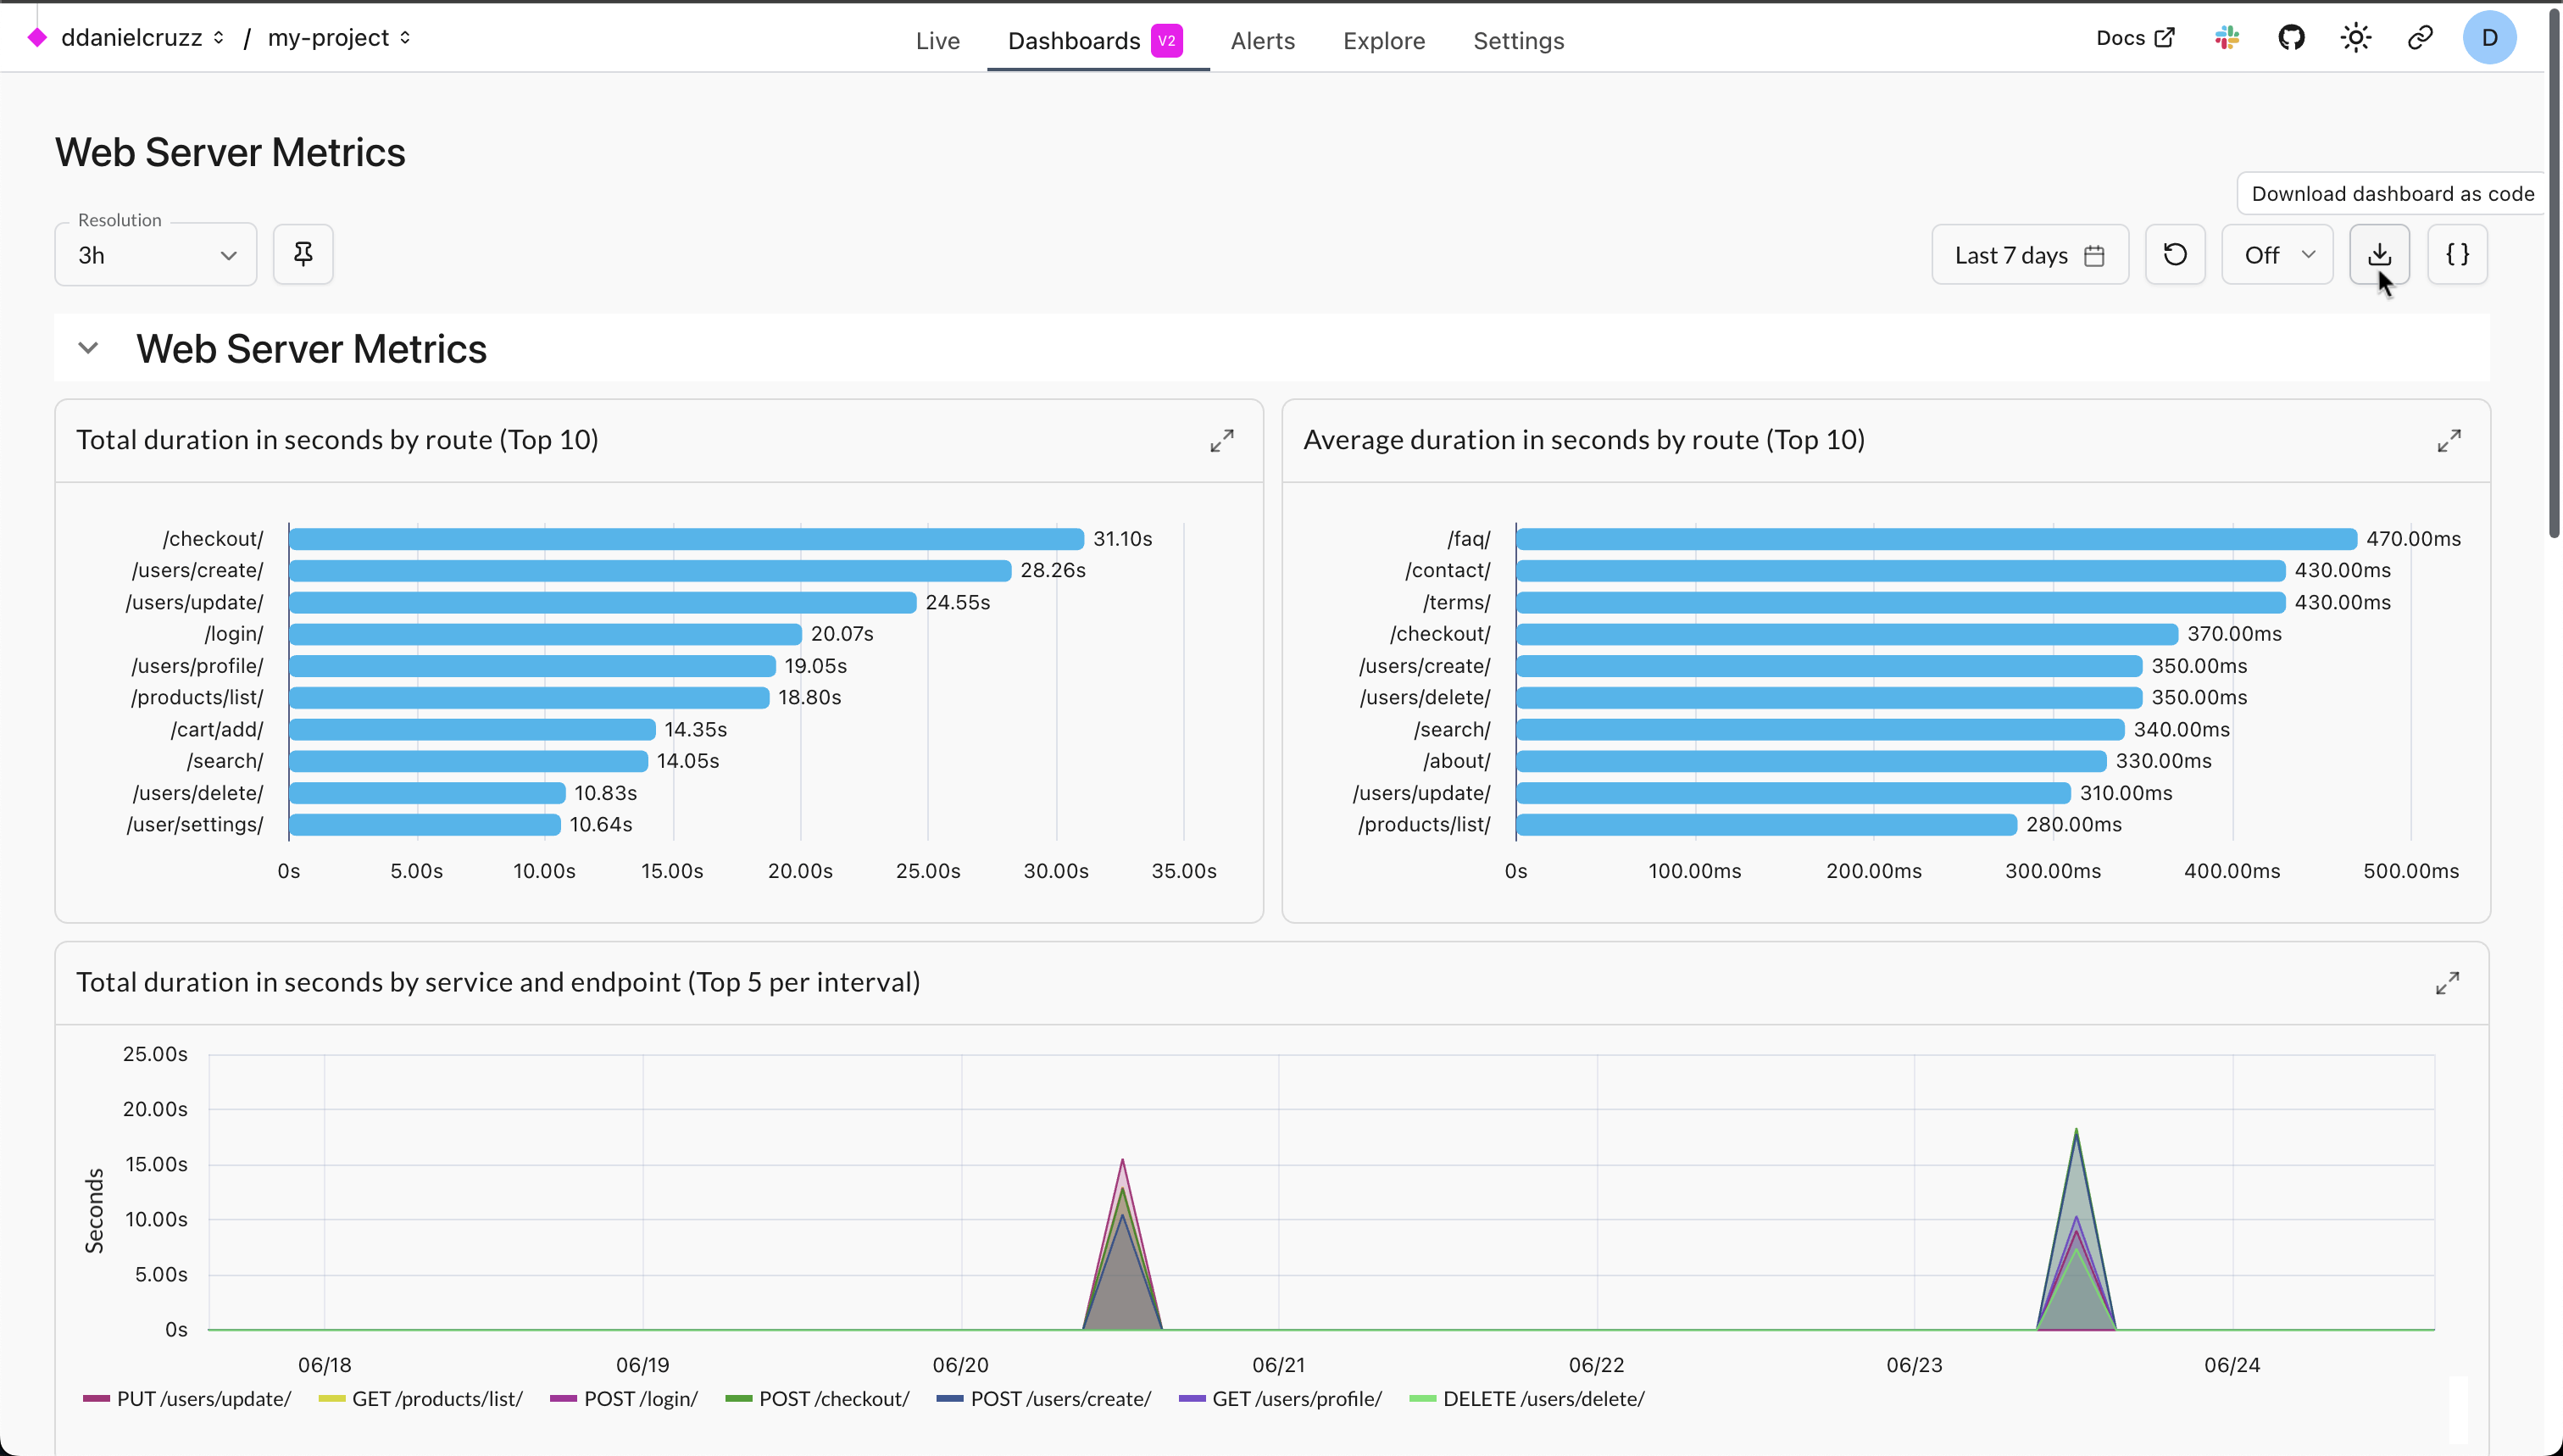 ddanielcruzz / my-project Live Dashboards V2 Alerts Explore Settings Docs D
Web Server Metrics
Download dashboard as code
Resolution
3h Last 7 days Off { }
Web Server Metrics
Total duration in seconds by route (Top 10)
/checkout/ 31.10s
/users/create/ 28.26s
/users/update/ 24.55s
/login/ 20.07s
/users/profile/ 19.05s
/products/list/ 18.80s
/cart/add/ 14.35s
/search/ 14.05s
/users/delete/ 10.83s
/user/settings/ 10.64s
0s 5.00s 10.00s 15.00s 20.00s 25.00s 30.00s 35.00s
Average duration in seconds by route (Top 10)
/faq/ 470.00ms
/contact/ 430.00ms
/terms/ 430.00ms
/checkout/ 370.00ms
/users/create/ 350.00ms
/users/delete/ 350.00ms
/search/ 340.00ms
/about/ 330.00ms
/users/update/ 310.00ms
/products/list/ 280.00ms
0s 100.00ms 200.00ms 300.00ms 400.00ms 500.00ms
Total duration in seconds by service and endpoint (Top 5 per interval)
Seconds
25.00s
20.00s
15.00s
10.00s
5.00s
0s
06/18 06/19 06/20 06/21 06/22 06/23 06/24
PUT /users/update/ GET /products/list/ POST /login/ POST /checkout/ POST /users/create/ GET /users/profile/ DELETE /users/delete/